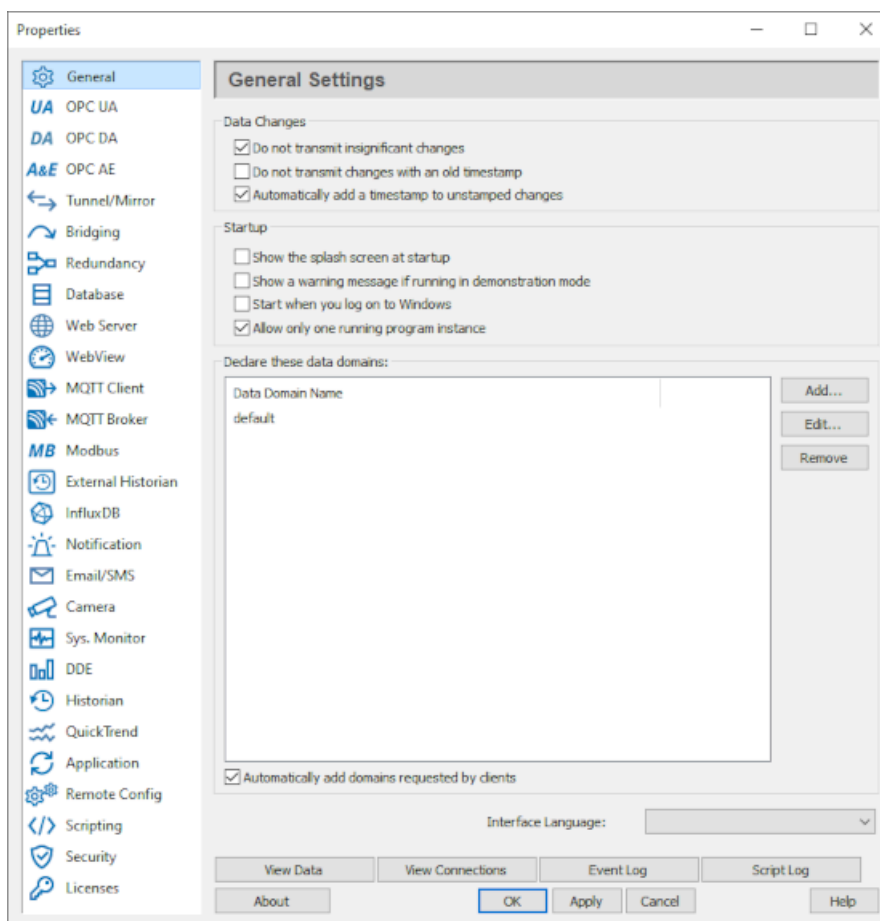 Properties
General
UA OPC UA
DA OPC DA
A&E OPC AE
Tunnel/Mirror
Bridging
Redundancy
Database
Web Server
WebView
MQTT Client
MQTT Broker
MB Modbus
External Historian
InfluxDB
Notification
Email/SMS
Camera
Sys. Monitor
DDE
Historian
QuickTrend
Application
Remote Config
Scripting
Security
Licenses
General Settings
Data Changes
Do not transmit insignificant changes
Do not transmit changes with an old timestamp
Automatically add a timestamp to unstamped changes
Startup
Show the splash screen at startup
Show a warning message if running in demonstration mode
Start when you log on to Windows
Allow only one running program instance
Declare these data domains:
Data Domain Name
default
Add...
Edit...
Remove
Automatically add domains requested by clients
Interface Language:
View Data View Connections Event Log Script Log
About OK Apply Cancel Help